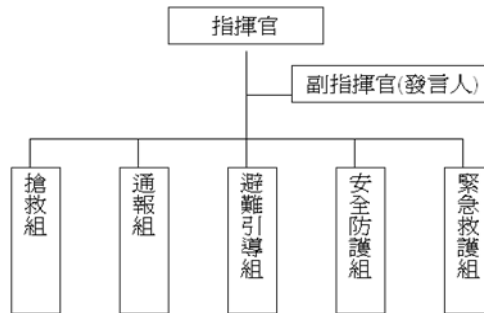 指揮官
副指揮官(發言人)
搶救組
通報組
避難引導組
安全防護組
緊急救護組